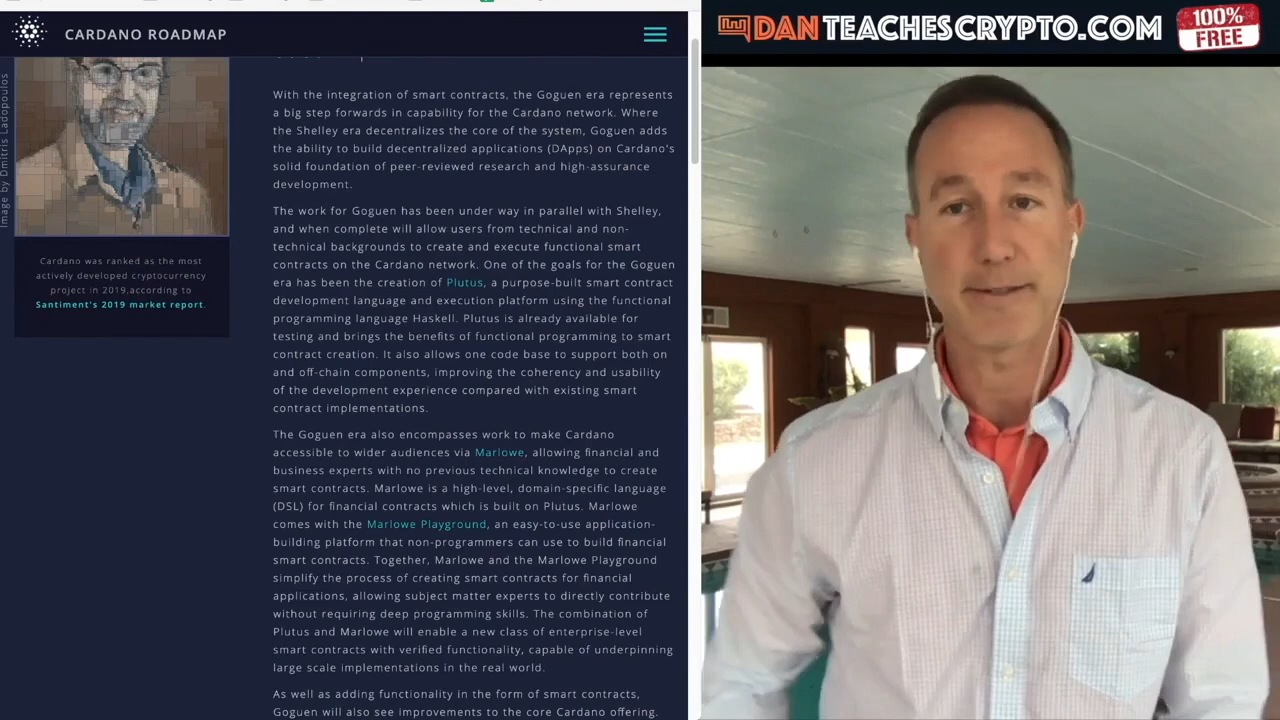 CARDANO ROADMAP
Image by Dmitris Ladopoulos
Cardano was ranked as the most
actively developed cryptocurrency
project in 2019,according to
Santiment's 2019 market report.
With the integration of smart contracts, the Goguen era represents
a big step forwards in capability for the Cardano network. Where
the Shelley era decentralizes the core of the system, Goguen adds
the ability to build decentralized applications (DApps) on Cardano's
solid foundation of peer-reviewed research and high-assurance
development.
The work for Goguen has been under way in parallel with Shelley,
and when complete will allow users from technical and non-
technical backgrounds to create and execute functional smart
contracts on the Cardano network. One of the goals for the Goguen
era has been the creation of Plutus, a purpose-built smart contract
development language and execution platform using the functional
programming language Haskell. Plutus is already available for
testing and brings the benefits of functional programming to smart
contract creation. It also allows one code base to support both on
and off-chain components, improving the coherency and usability
of the development experience compared with existing smart
contract implementations.
The Goguen era also encompasses work to make Cardano
accessible to wider audiences via Marlowe, allowing financial and
business experts with no previous technical knowledge to create
smart contracts. Marlowe is a high-level, domain-specific language
(DSL) for financial contracts which is built on Plutus. Marlowe
comes with the Marlowe Playground, an easy-to-use application-
building platform that non-programmers can use to build financial
smart contracts. Together, Marlowe and the Marlowe Playground
simplify the process of creating smart contracts for financial
applications, allowing subject matter experts to directly contribute
without requiring deep programming skills. The combination of
Plutus and Marlowe will enable a new class of enterprise-level
smart contracts with verified functionality, capable of underpinning
large scale implementations in the real world.
As well as adding functionality in the form of smart contracts,
Goguen will also see improvements to the core Cardano offering.
DANTEACHESCRYPTO.COM
100%
FREE